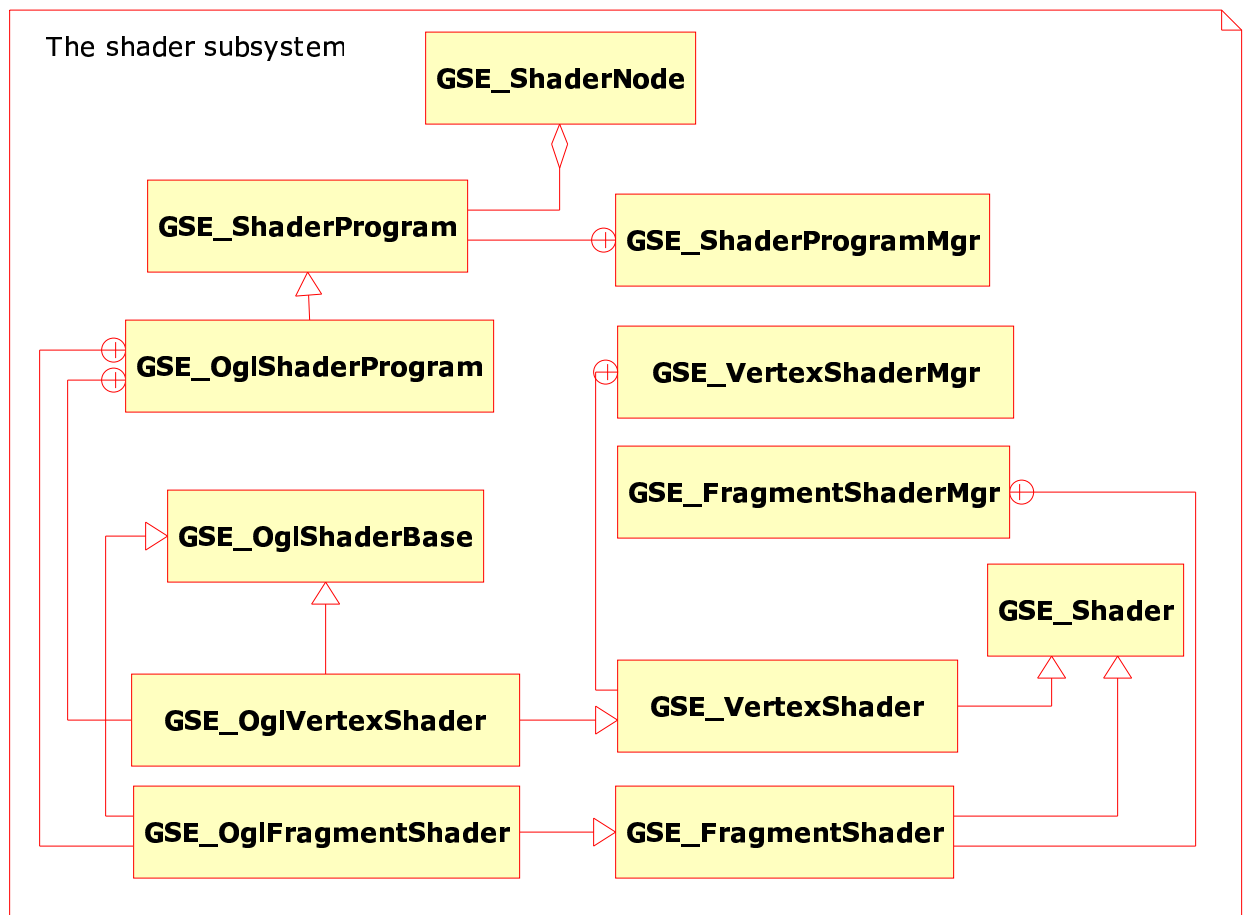 The shader subsystem
GSE_ShaderNode
GSE_ShaderProgram
GSE_ShaderProgramMgr
GSE_OglShaderProgram
GSE_VertexShaderMgr
GSE_FragmentShaderMgr
GSE_OglShaderBase
GSE_Shader
GSE_OglVertexShader
GSE_VertexShader
GSE_OglFragmentShader
GSE_FragmentShader